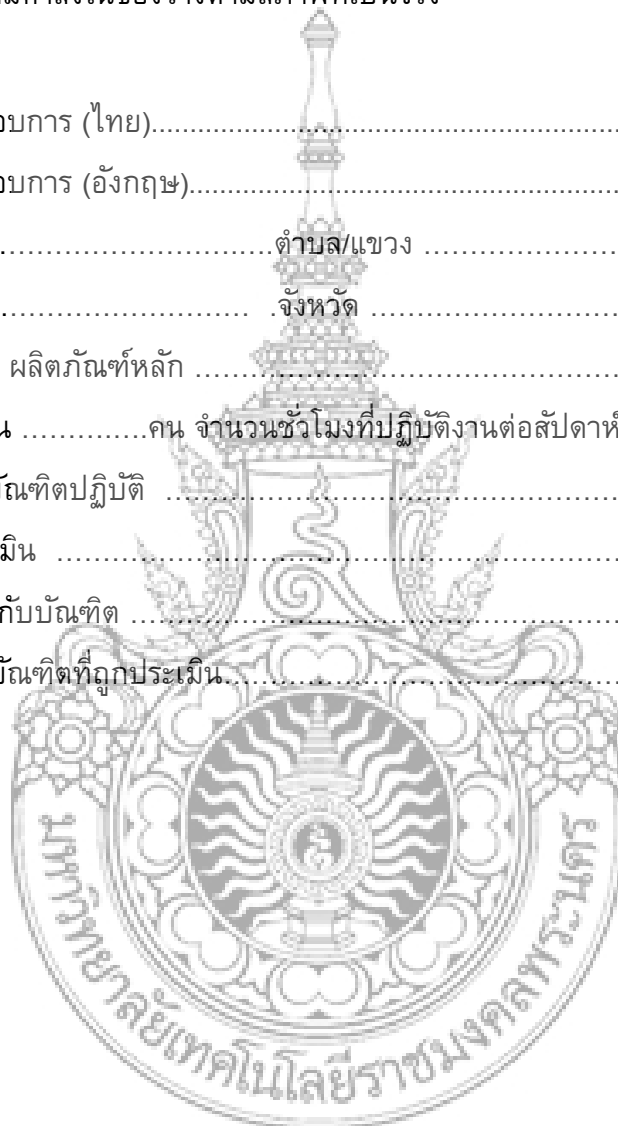 อบการ (ไทย)..........................................................
อบการ (อังกฤษ)....................................................
................................ตำบล/แขวง ........................
............................. .จังหวัด ..............................
ผลิตภัณฑ์หลัก .....................................................
น .............คน จำนวนชั่วโมงที่ปฏิบัติงานต่อสัปดาห์
บัณฑิตปฏิบัติ ........................................................
มิน ....................................................................
กับบัณฑิต ............................................................
บัณฑิตที่ถูกประเมิน................................................
มหาวิทยาลัยเทคโนโลยีราชมงคลพระนคร